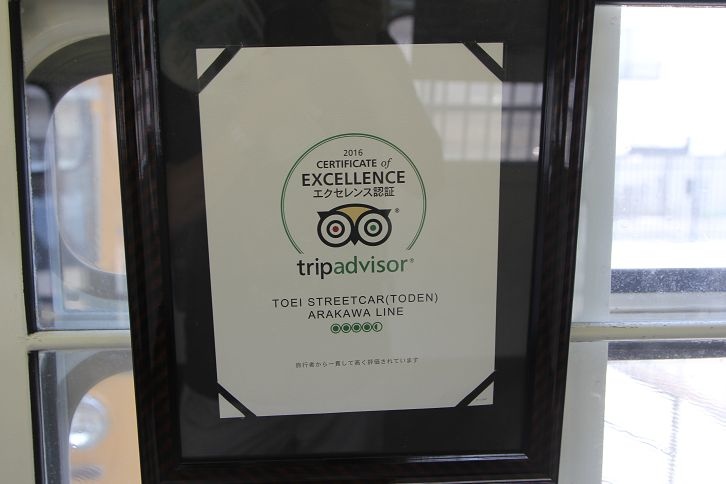 2016
CERTIFICATE of
EXCELLENCE
エクセレンス認証
®
tripadvisor®
TOEI STREETCAR(TODEN)
ARAKAWA LINE
旅行者から一貫して高く評価されています